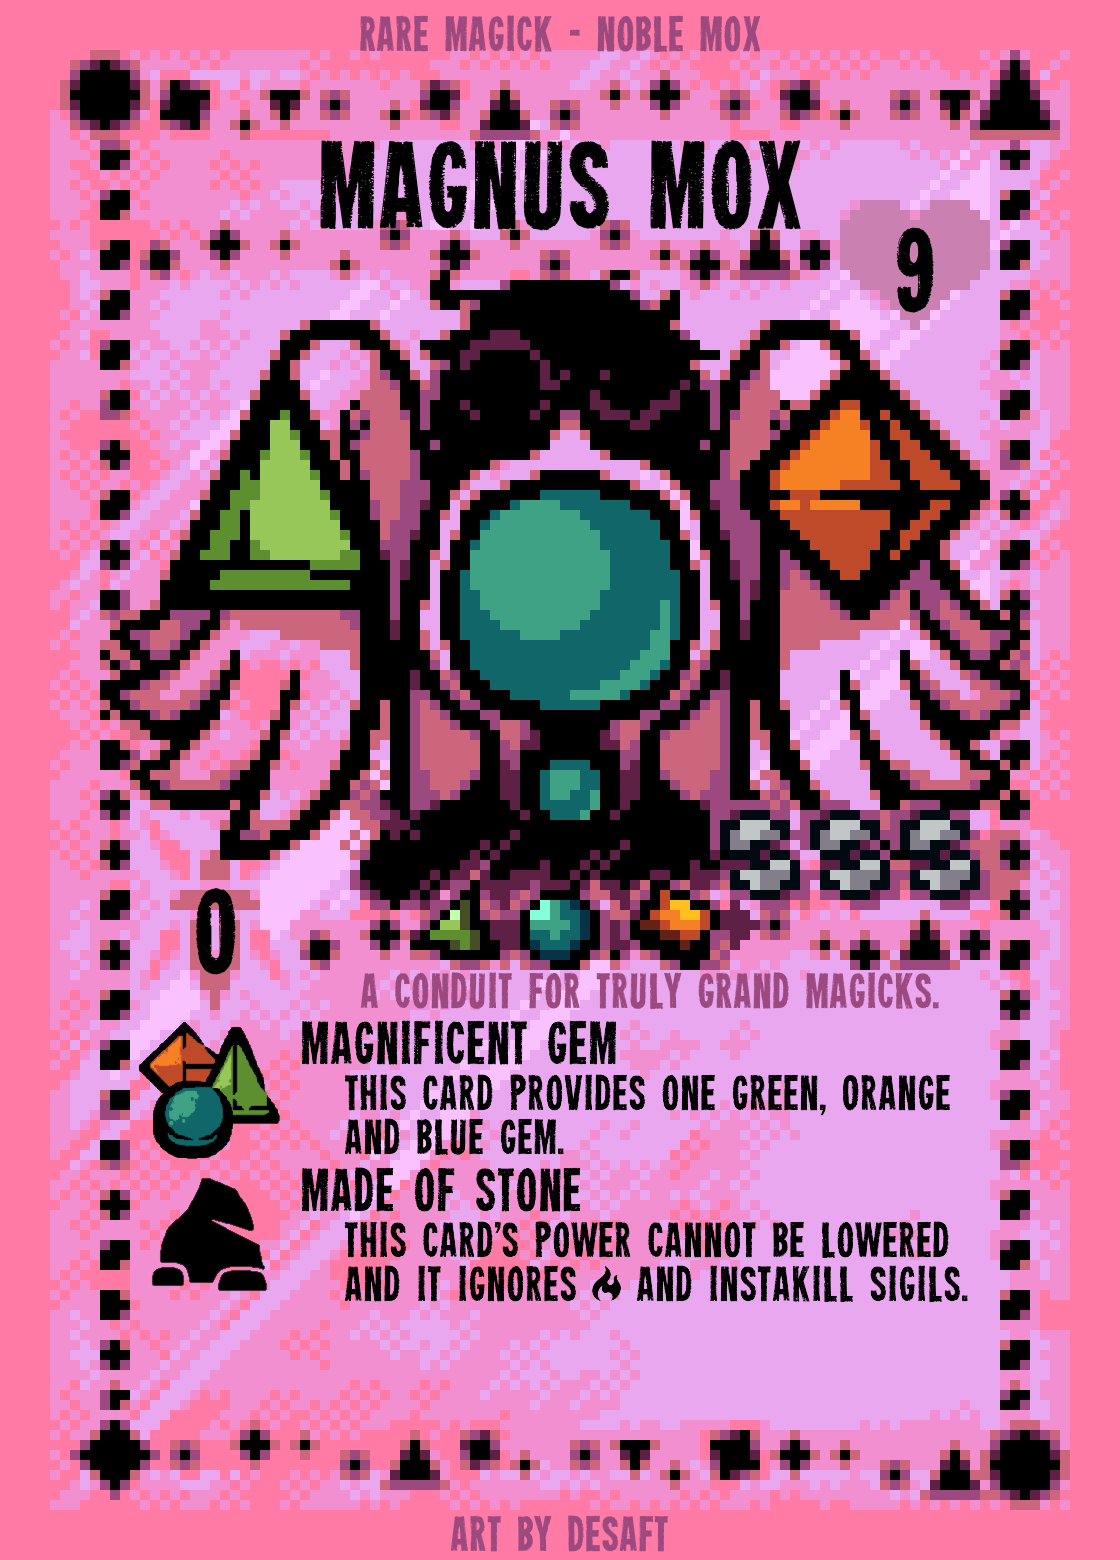 RARE MAGICK - NOBLE MOX
MAGNUS MOX
9
0
A CONDUIT FOR TRULY GRAND MAGICKS.
MAGNIFICENT GEM
THIS CARD PROVIDES ONE GREEN, ORANGE
AND BLUE GEM.
MADE OF STONE
THIS CARD'S POWER CANNOT BE LOWERED
AND IT IGNORES AND INSTAKILL SIGILS.
ART BY DESAFT